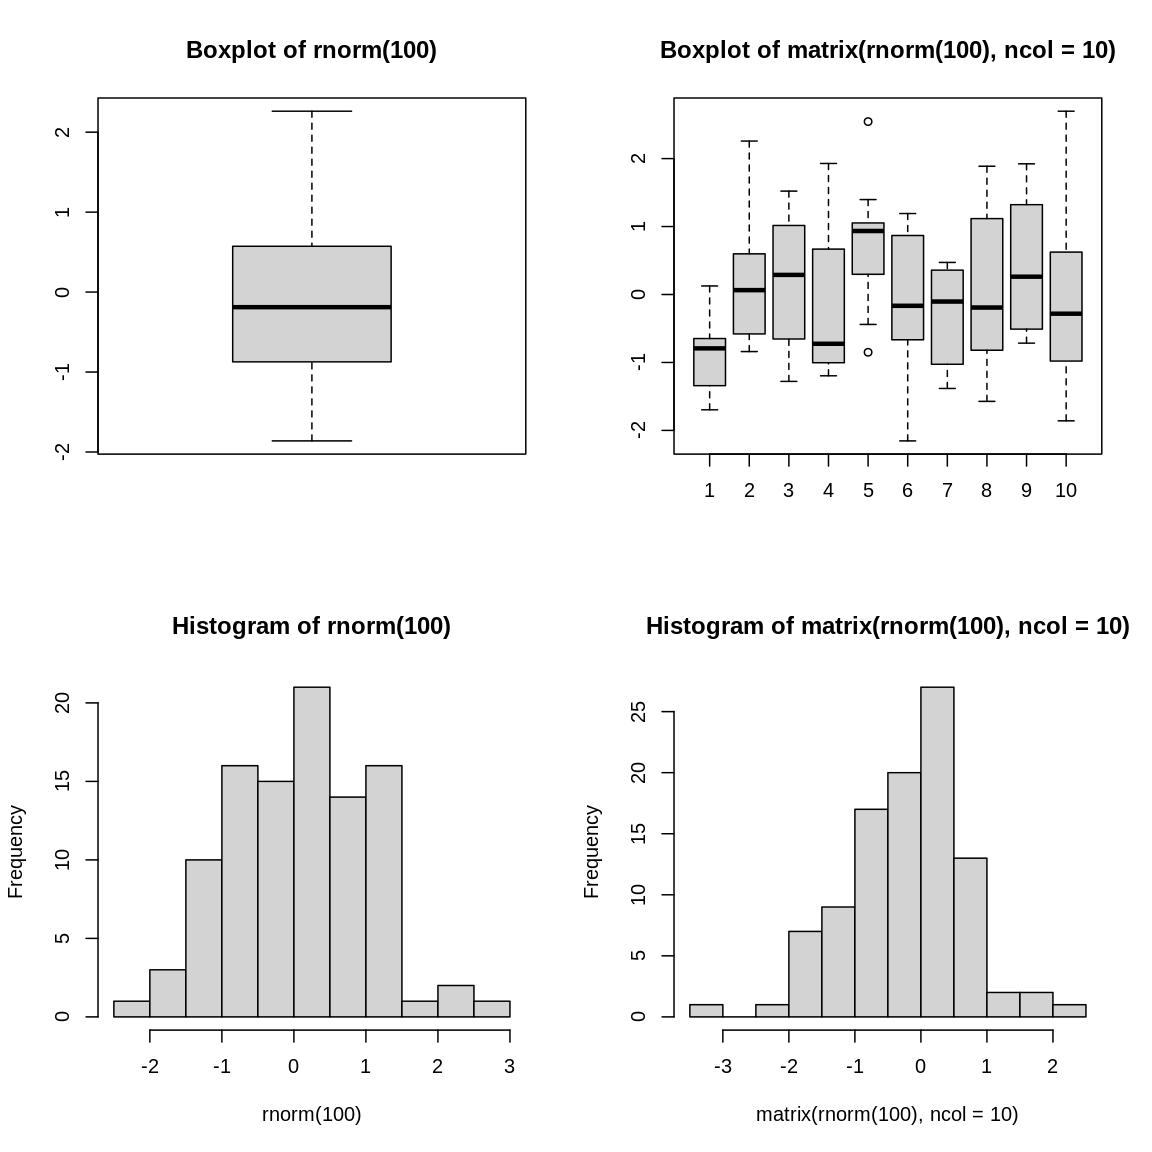 Boxplot of rnorm(100)
2
1
0
-1
-2
Boxplot of matrix(rnorm(100), ncol = 10)
2
1
0
-1
-2
1 2 3 4 5 6 7 8 9 10
Histogram of rnorm(100)
Frequency
20
15
10
5
0
-2 -1 0 1 2 3
rnorm(100)
Histogram of matrix(rnorm(100), ncol = 10)
Frequency
25
20
15
10
5
0
-3 -2 -1 0 1 2
matrix(rnorm(100), ncol = 10)